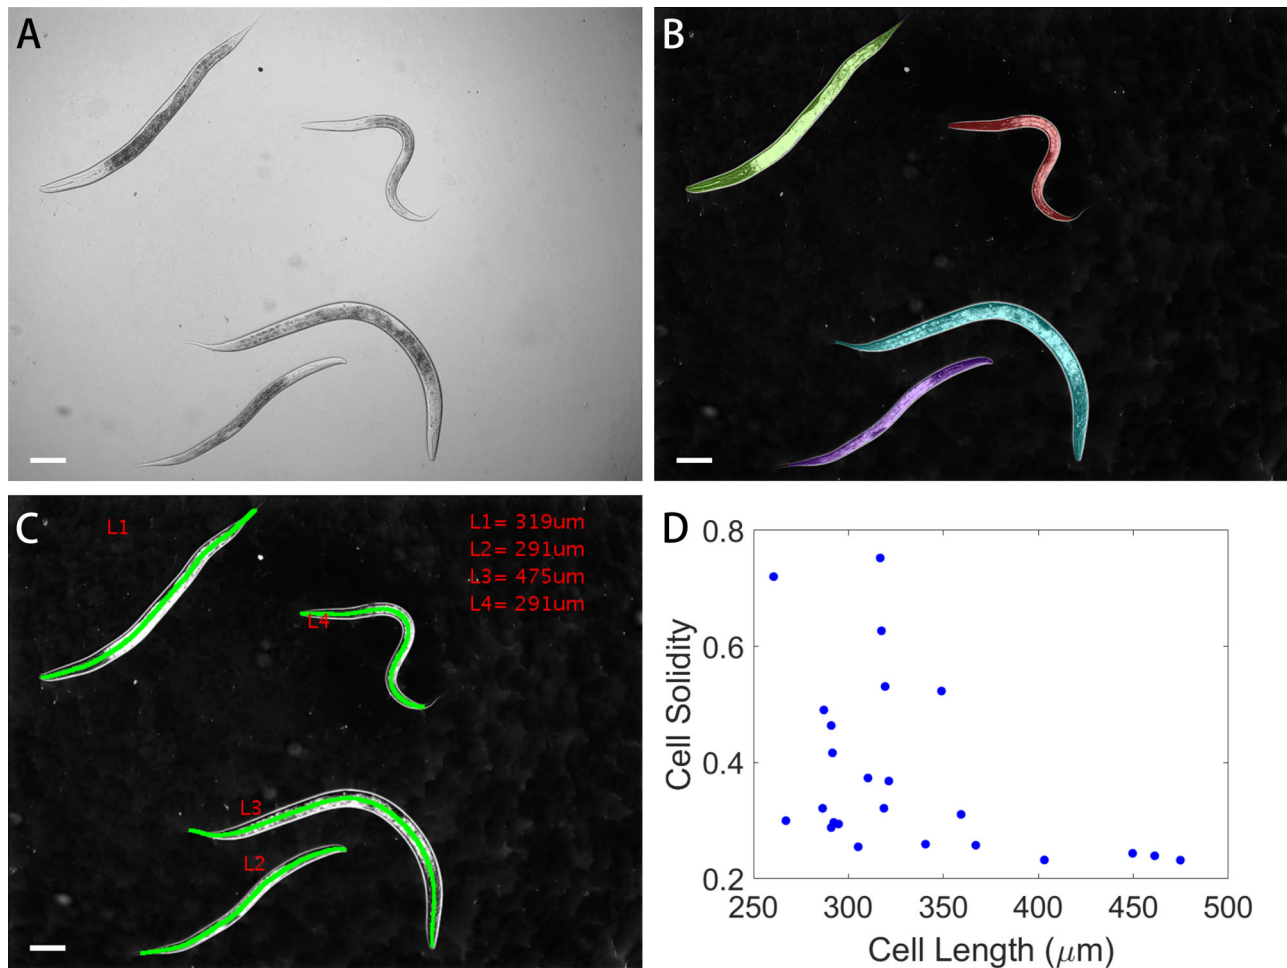 A
B
C
L1
L1= 319um
L2= 291um
L3= 475um
L4= 291um
L4
L3
L2
D
0.8
0.6
0.4
0.2
Cell Solidity
250 300 350 400 450 500
Cell Length (μm)